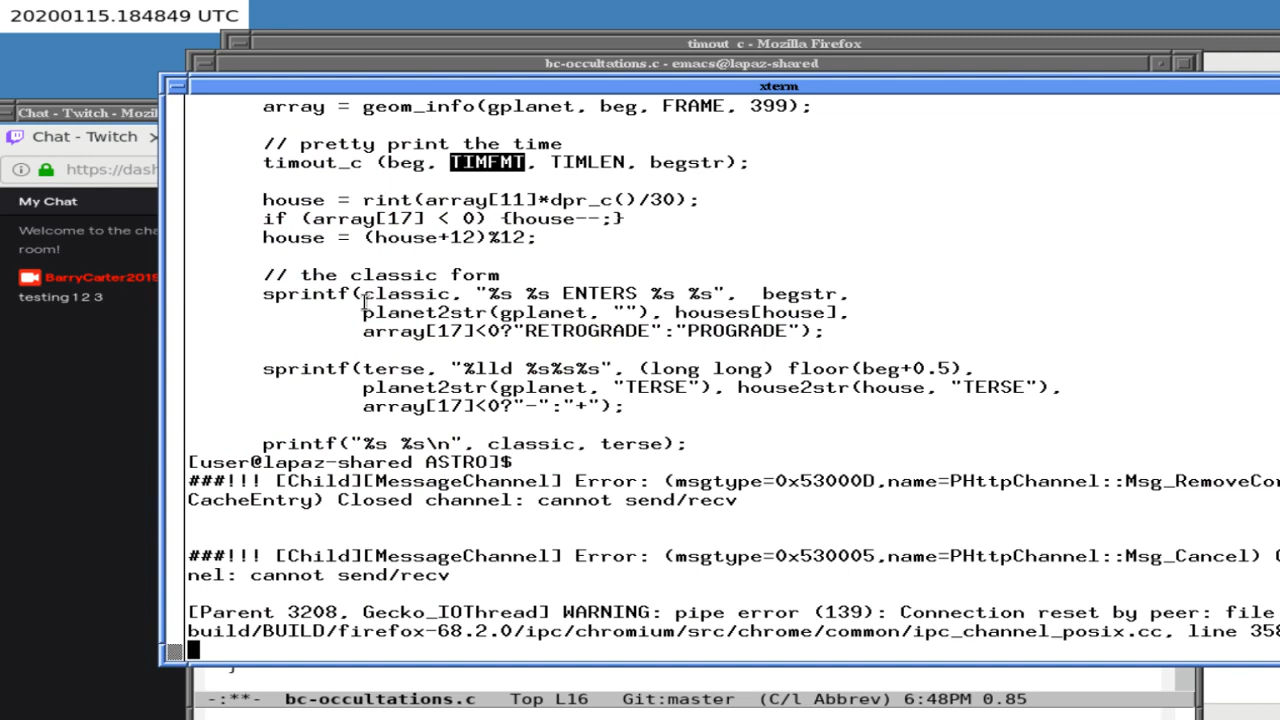 20200115.184849 UTC
timout_c - Mozilla Firefox
bc-occultations.c - emacs@lapaz-shared
xterm
Chat - Twitch - Mozil
Chat - Twitch
https://dash
My Chat
Welcome to the cha
room!
BarryCarter2019
testing 1 2 3
array = geom_info(gplanet, beg, FRAME, 399);
// pretty print the time
timout_c (beg, TIMFMT, TIMLEN, begstr);
house = rint(array[11]*dpr_c()/30);
if (array[17] < 0) {house--;}
house = (house+12)%12;
// the classic form
sprintf(classic, "%s %s ENTERS %s %s",  begstr,
planet2str(gplanet, ""), houses[house],
array[17]<0?"RETROGRADE":"PROGRADE");
sprintf(terse, "%lld %s%s%s", (long long) floor(beg+0.5),
planet2str(gplanet, "TERSE"), house2str(house, "TERSE"),
array[17]<0?"-":"+");
printf("%s %s\n", classic, terse);
[user@lapaz-shared ASTRO]$
###!!! [Child][MessageChannel] Error: (msgtype=0x53000D,name=PHttpChannel::Msg_RemoveCor
CacheEntry) Closed channel: cannot send/recv
###!!! [Child][MessageChannel] Error: (msgtype=0x530005,name=PHttpChannel::Msg_Cancel) C
nel: cannot send/recv
[Parent 3208, Gecko_IOThread] WARNING: pipe error (139): Connection reset by peer: file
build/BUILD/firefox-68.2.0/ipc/chromium/src/chrome/common/ipc_channel_posix.cc, line 358
}
-:**-  bc-occultations.c   Top L16   Git:master  (C/l Abbrev) 6:48PM 0.85